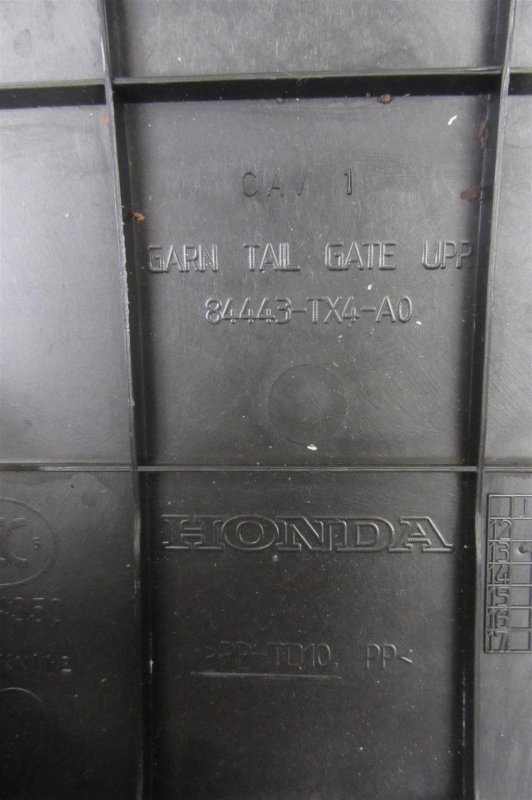 CAV 1
GARN TAIL GATE UPR
84443-TX4-A0
HONDA
>PP-TD10 PP<
12
13
14
15
16
17